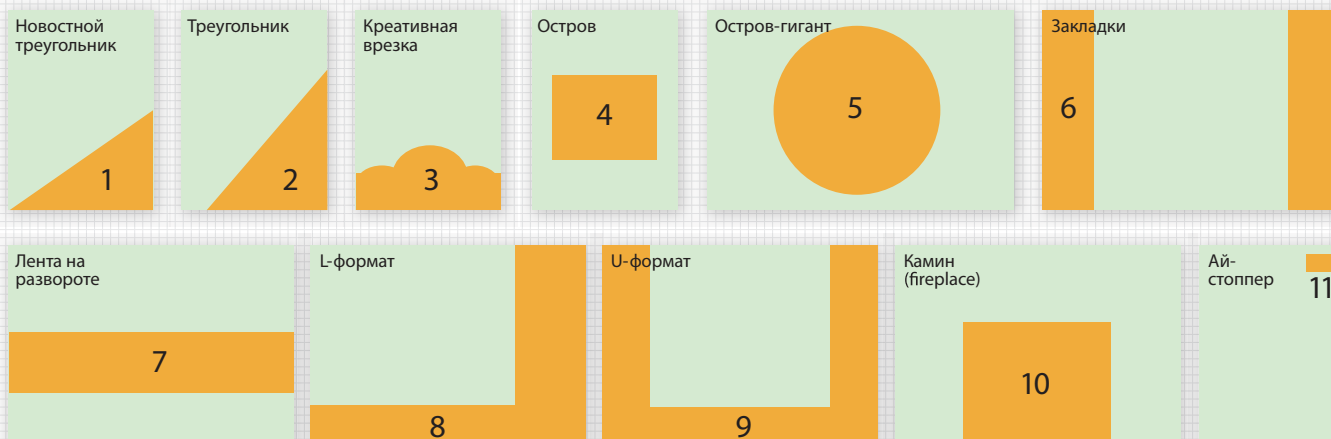 Новостной
треугольник
1
Треугольник
2
Креативная
врезка
3
Остров
4
Остров-гигант
5
Закладки
6
Лента на
развороте
7
L-формат
8
U-формат
9
Камин
(fireplace)
10
Ай-
стоппер
11